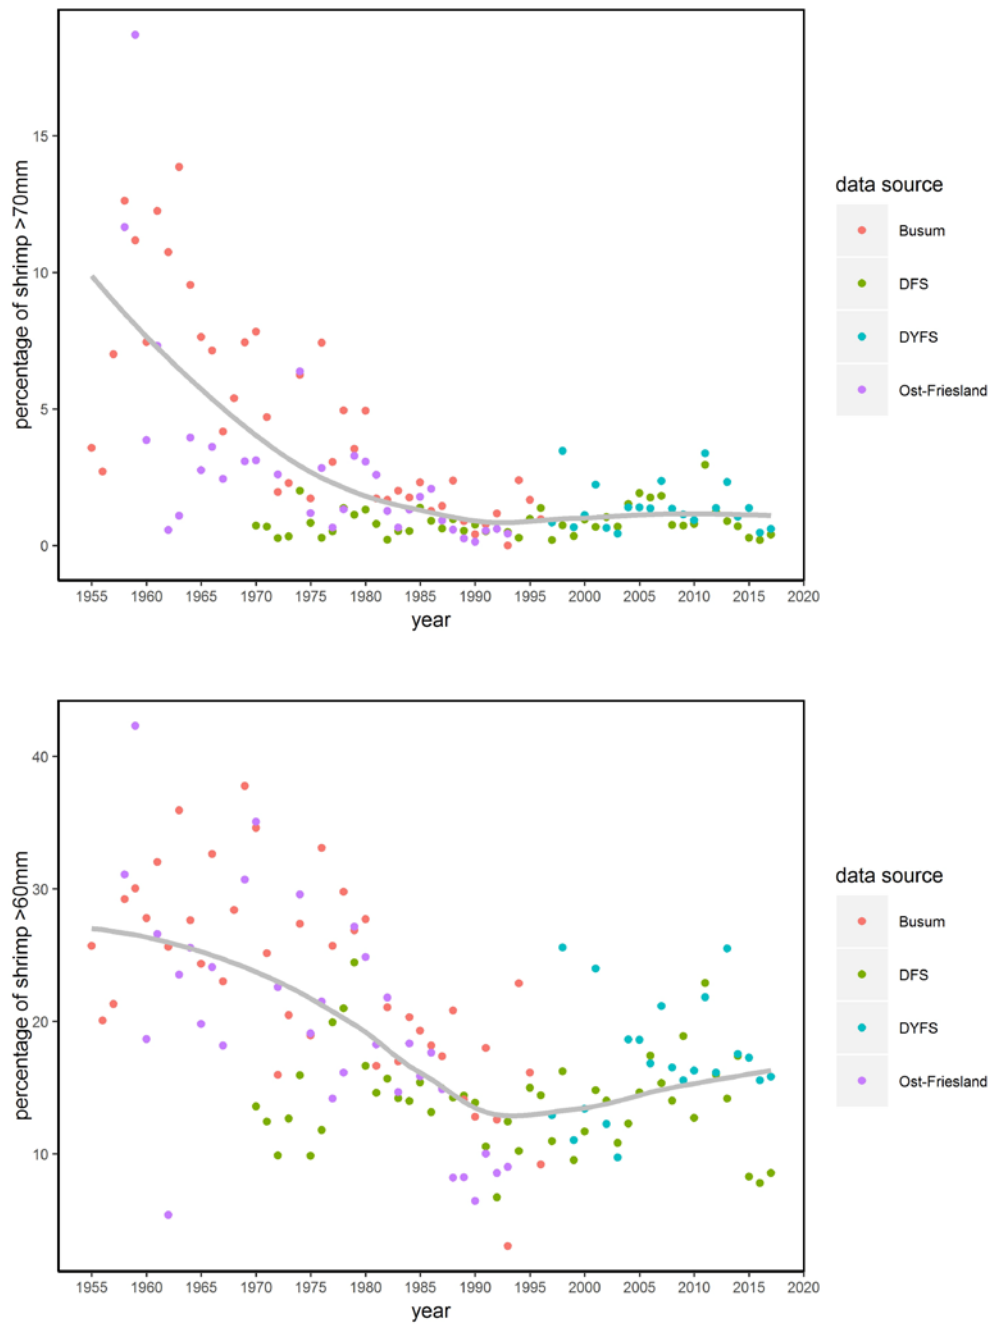 percentage of shrimp >70mm
15
10
5
0
1955 1960 1965 1970 1975 1980 1985 1990 1995 2000 2005 2010 2015 2020
year
data source
Busum
DFS
DYFS
Ost-Friesland
percentage of shrimp >60mm
40
30
20
10
1955 1960 1965 1970 1975 1980 1985 1990 1995 2000 2005 2010 2015 2020
year
data source
Busum
DFS
DYFS
Ost-Friesland